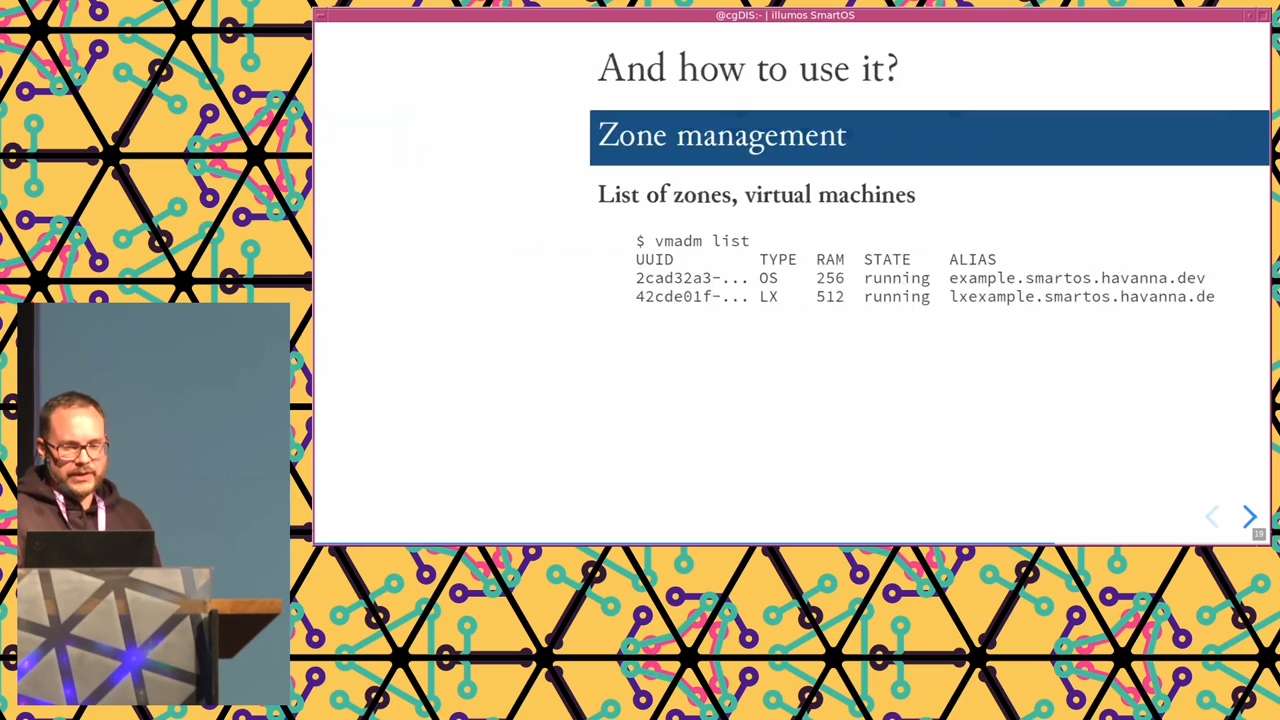 @cgDIS:~ | illumos SmartOS
And how to use it?
Zone management
List of zones, virtual machines
$ vmadm list
UUID TYPE RAM STATE ALIAS
2cad32a3-... OS 256 running example.smartos.havanna.dev
42cde01f-... LX 512 running lxexample.smartos.havanna.de
19